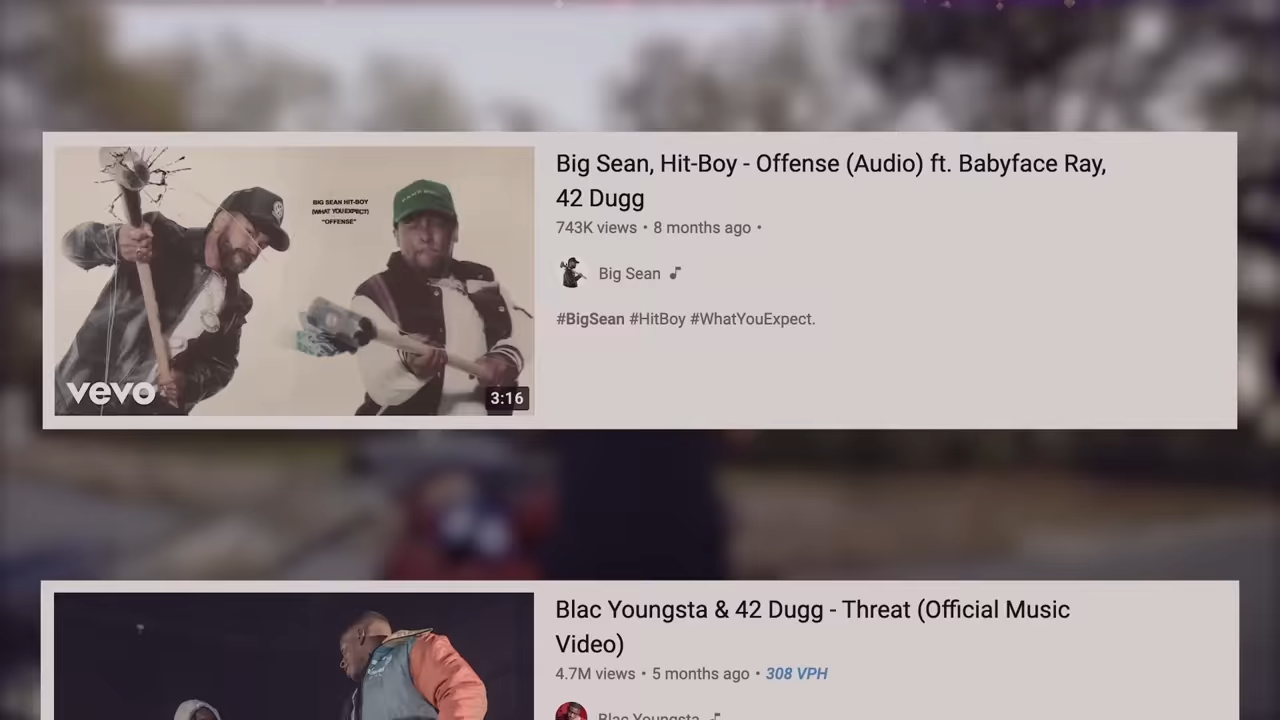 Big Sean, Hit-Boy - Offense (Audio) ft. Babyface Ray,
42 Dugg
743K views • 8 months ago •
Big Sean
#BigSean #HitBoy #WhatYouExpect.
BIG SEAN HIT-BOY
(WHAT YOU EXPECT)
"OFFENSE"
vevo
3:16
Blac Youngsta & 42 Dugg - Threat (Official Music
Video)
4.7M views • 5 months ago • 308 VPH
Blac Youngsta